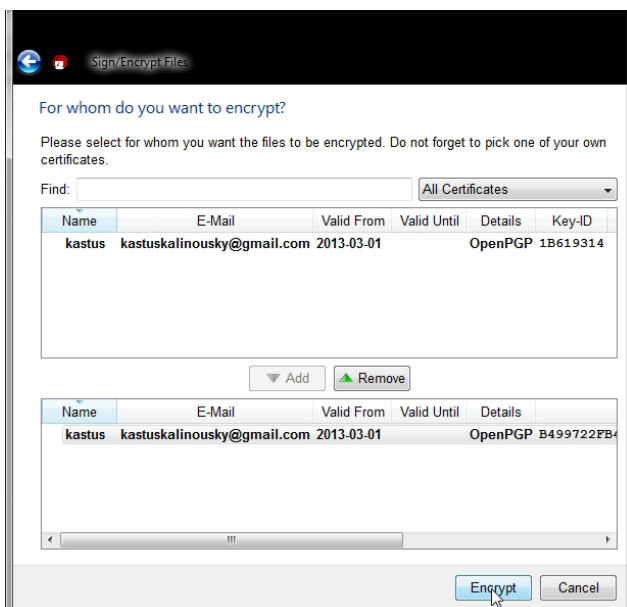 Sign/Encrypt Files
For whom do you want to encrypt?
Please select for whom you want the files to be encrypted. Do not forget to pick one of your own
certificates.
Find: All Certificates
Name E-Mail Valid From Valid Until Details Key-ID
kastus kastuskalinousky@gmail.com 2013-03-01 OpenPGP 1B619314
Add Remove
Name E-Mail Valid From Valid Until Details
kastus kastuskalinousky@gmail.com 2013-03-01 OpenPGP B499722FB4
Encrypt Cancel